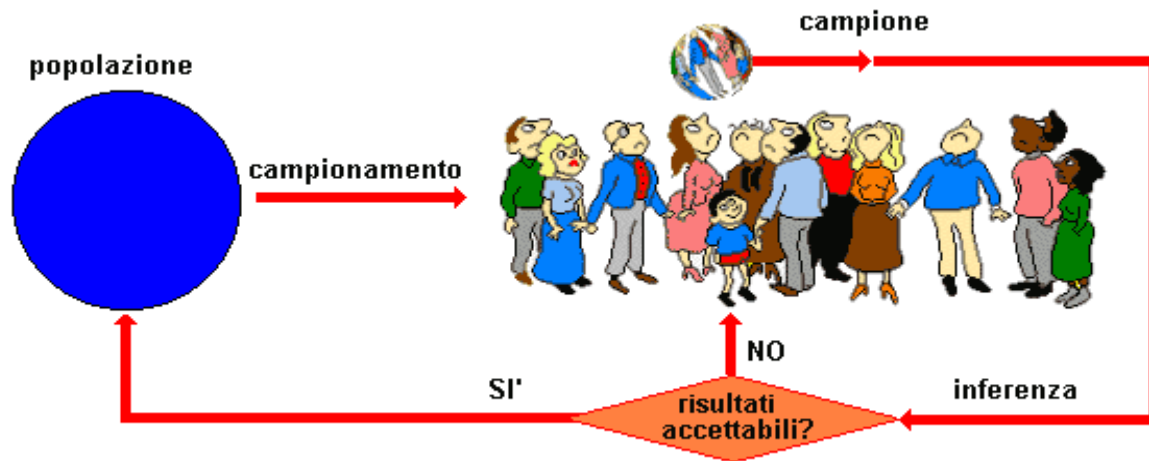 campione
popolazione
campionamento
NO
SI'
inferenza
risultati
accettabili?